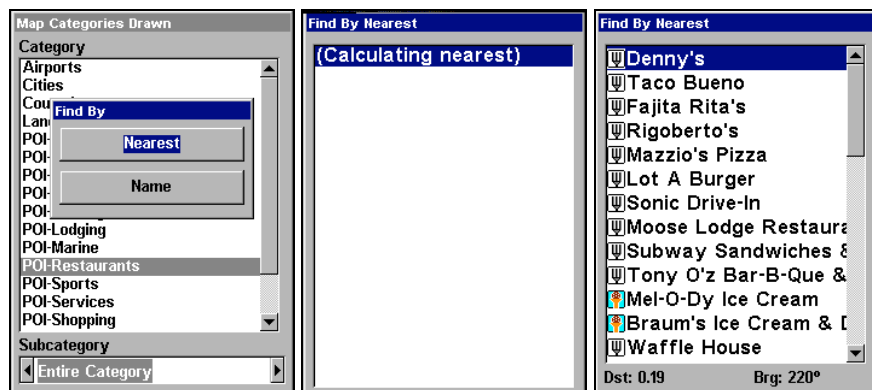 Map Categories Drawn
Category
Airports
Cities
Cou
Lan
POI-
POI-
POI-
POI-
POI-
POI-Lodging
POI-Marine
POI-Restaurants
POI-Sports
POI-Services
POI-Shopping
Find By
Nearest
Name
Subcategory
Entire Category
Find By Nearest
(Calculating nearest)
Find By Nearest
Denny's
Taco Bueno
Fajita Rita's
Rigoberto's
Mazzio's Pizza
Lot A Burger
Sonic Drive-In
Moose Lodge Restaura
Subway Sandwiches &
Tony O'z Bar-B-Que &
Mel-O-Dy Ice Cream
Braum's Ice Cream & D
Waffle House
Dst: 0.19 Brg: 220º